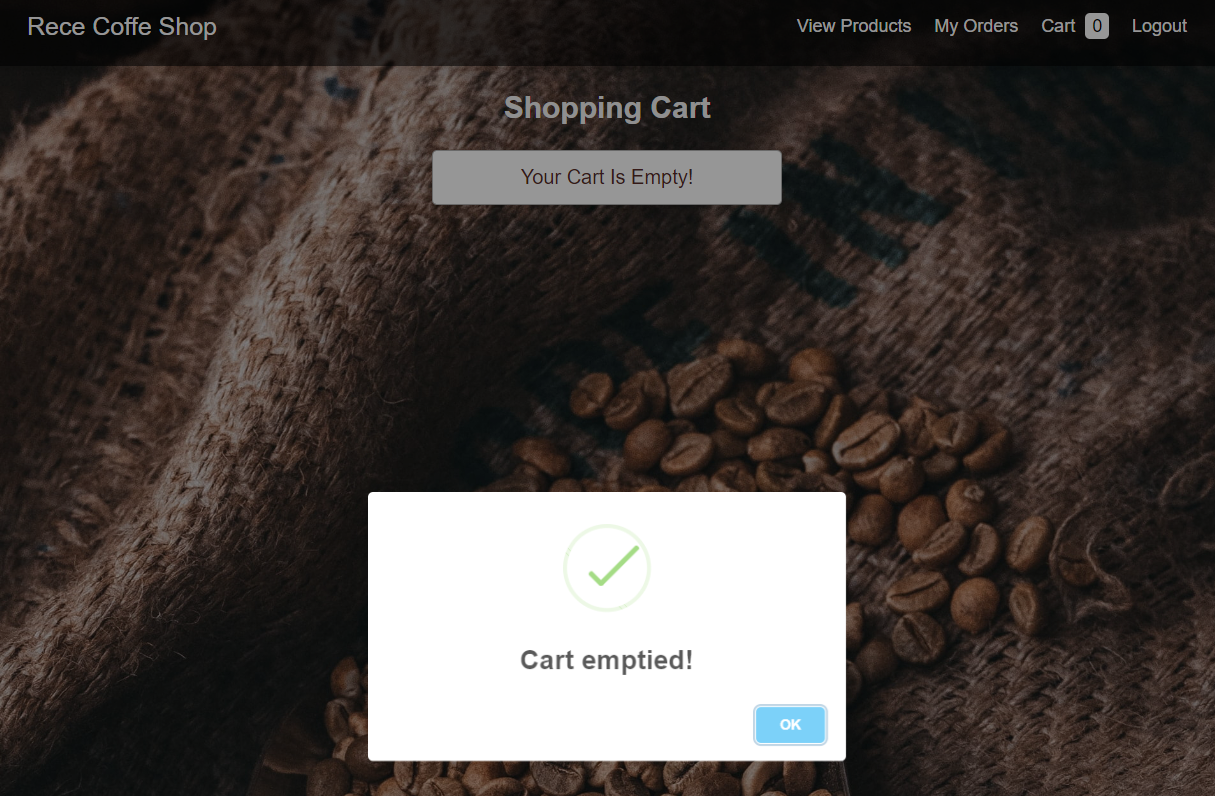 Rece Coffe Shop
View Products
My Orders
Cart 0
Logout
Shopping Cart
Your Cart Is Empty!
Cart emptied!
OK